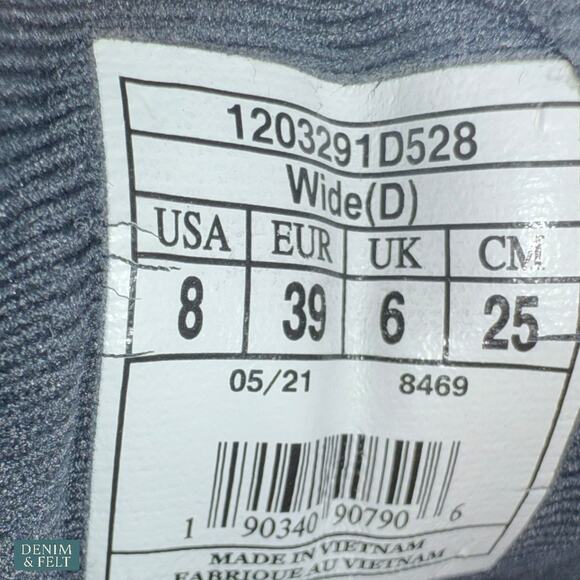 1203291D528
Wide(D)
USA EUR UK CM
8 39 6 25
05/21 8469
1 90340 90790 6
MADE IN VIETNAM
FABRIQUE AU VIETNAM
DENIM
& FELT